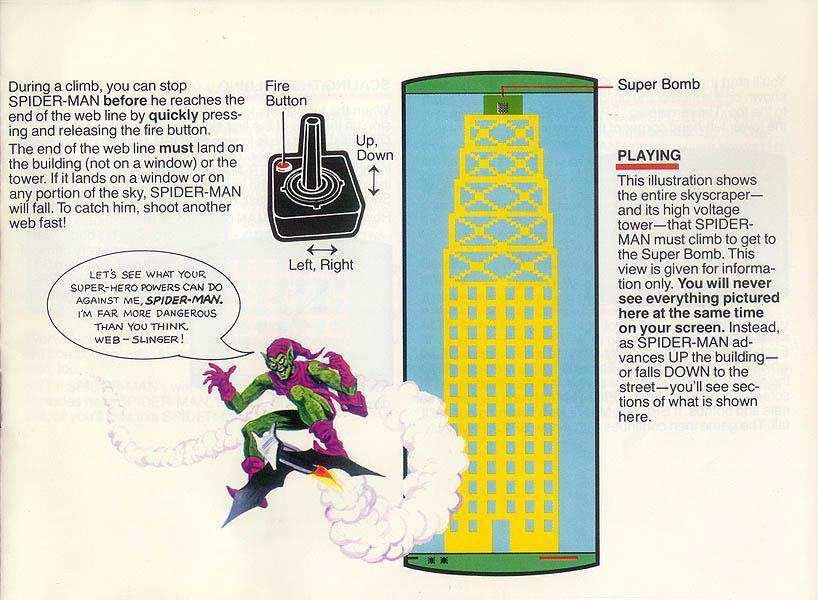 During a climb, you can stop
SPIDER-MAN before he reaches the
end of the web line by quickly press-
ing and releasing the fire button.
The end of the web line must land on
the building (not on a window) or the
tower. If it lands on a window or on
any portion of the sky, SPIDER-MAN
will fall. To catch him, shoot another
web fast!
Fire
Button
Up,
Down
Left, Right
LET'S SEE WHAT YOUR
SUPER-HERO POWERS CAN DO
AGAINST ME, SPIDER-MAN.
I'M FAR MORE DANGEROUS
THAN YOU THINK,
WEB-SLINGER!
Super Bomb
PLAYING
This illustration shows
the entire skyscraper—
and its high voltage
tower—that SPIDER-
MAN must climb to get to
the Super Bomb. This
view is given for informa-
tion only. You will never
see everything pictured
here at the same time
on your screen. Instead,
as SPIDER-MAN ad-
vances UP the building—
or falls DOWN to the
street—you'll see sec-
tions of what is shown
here.